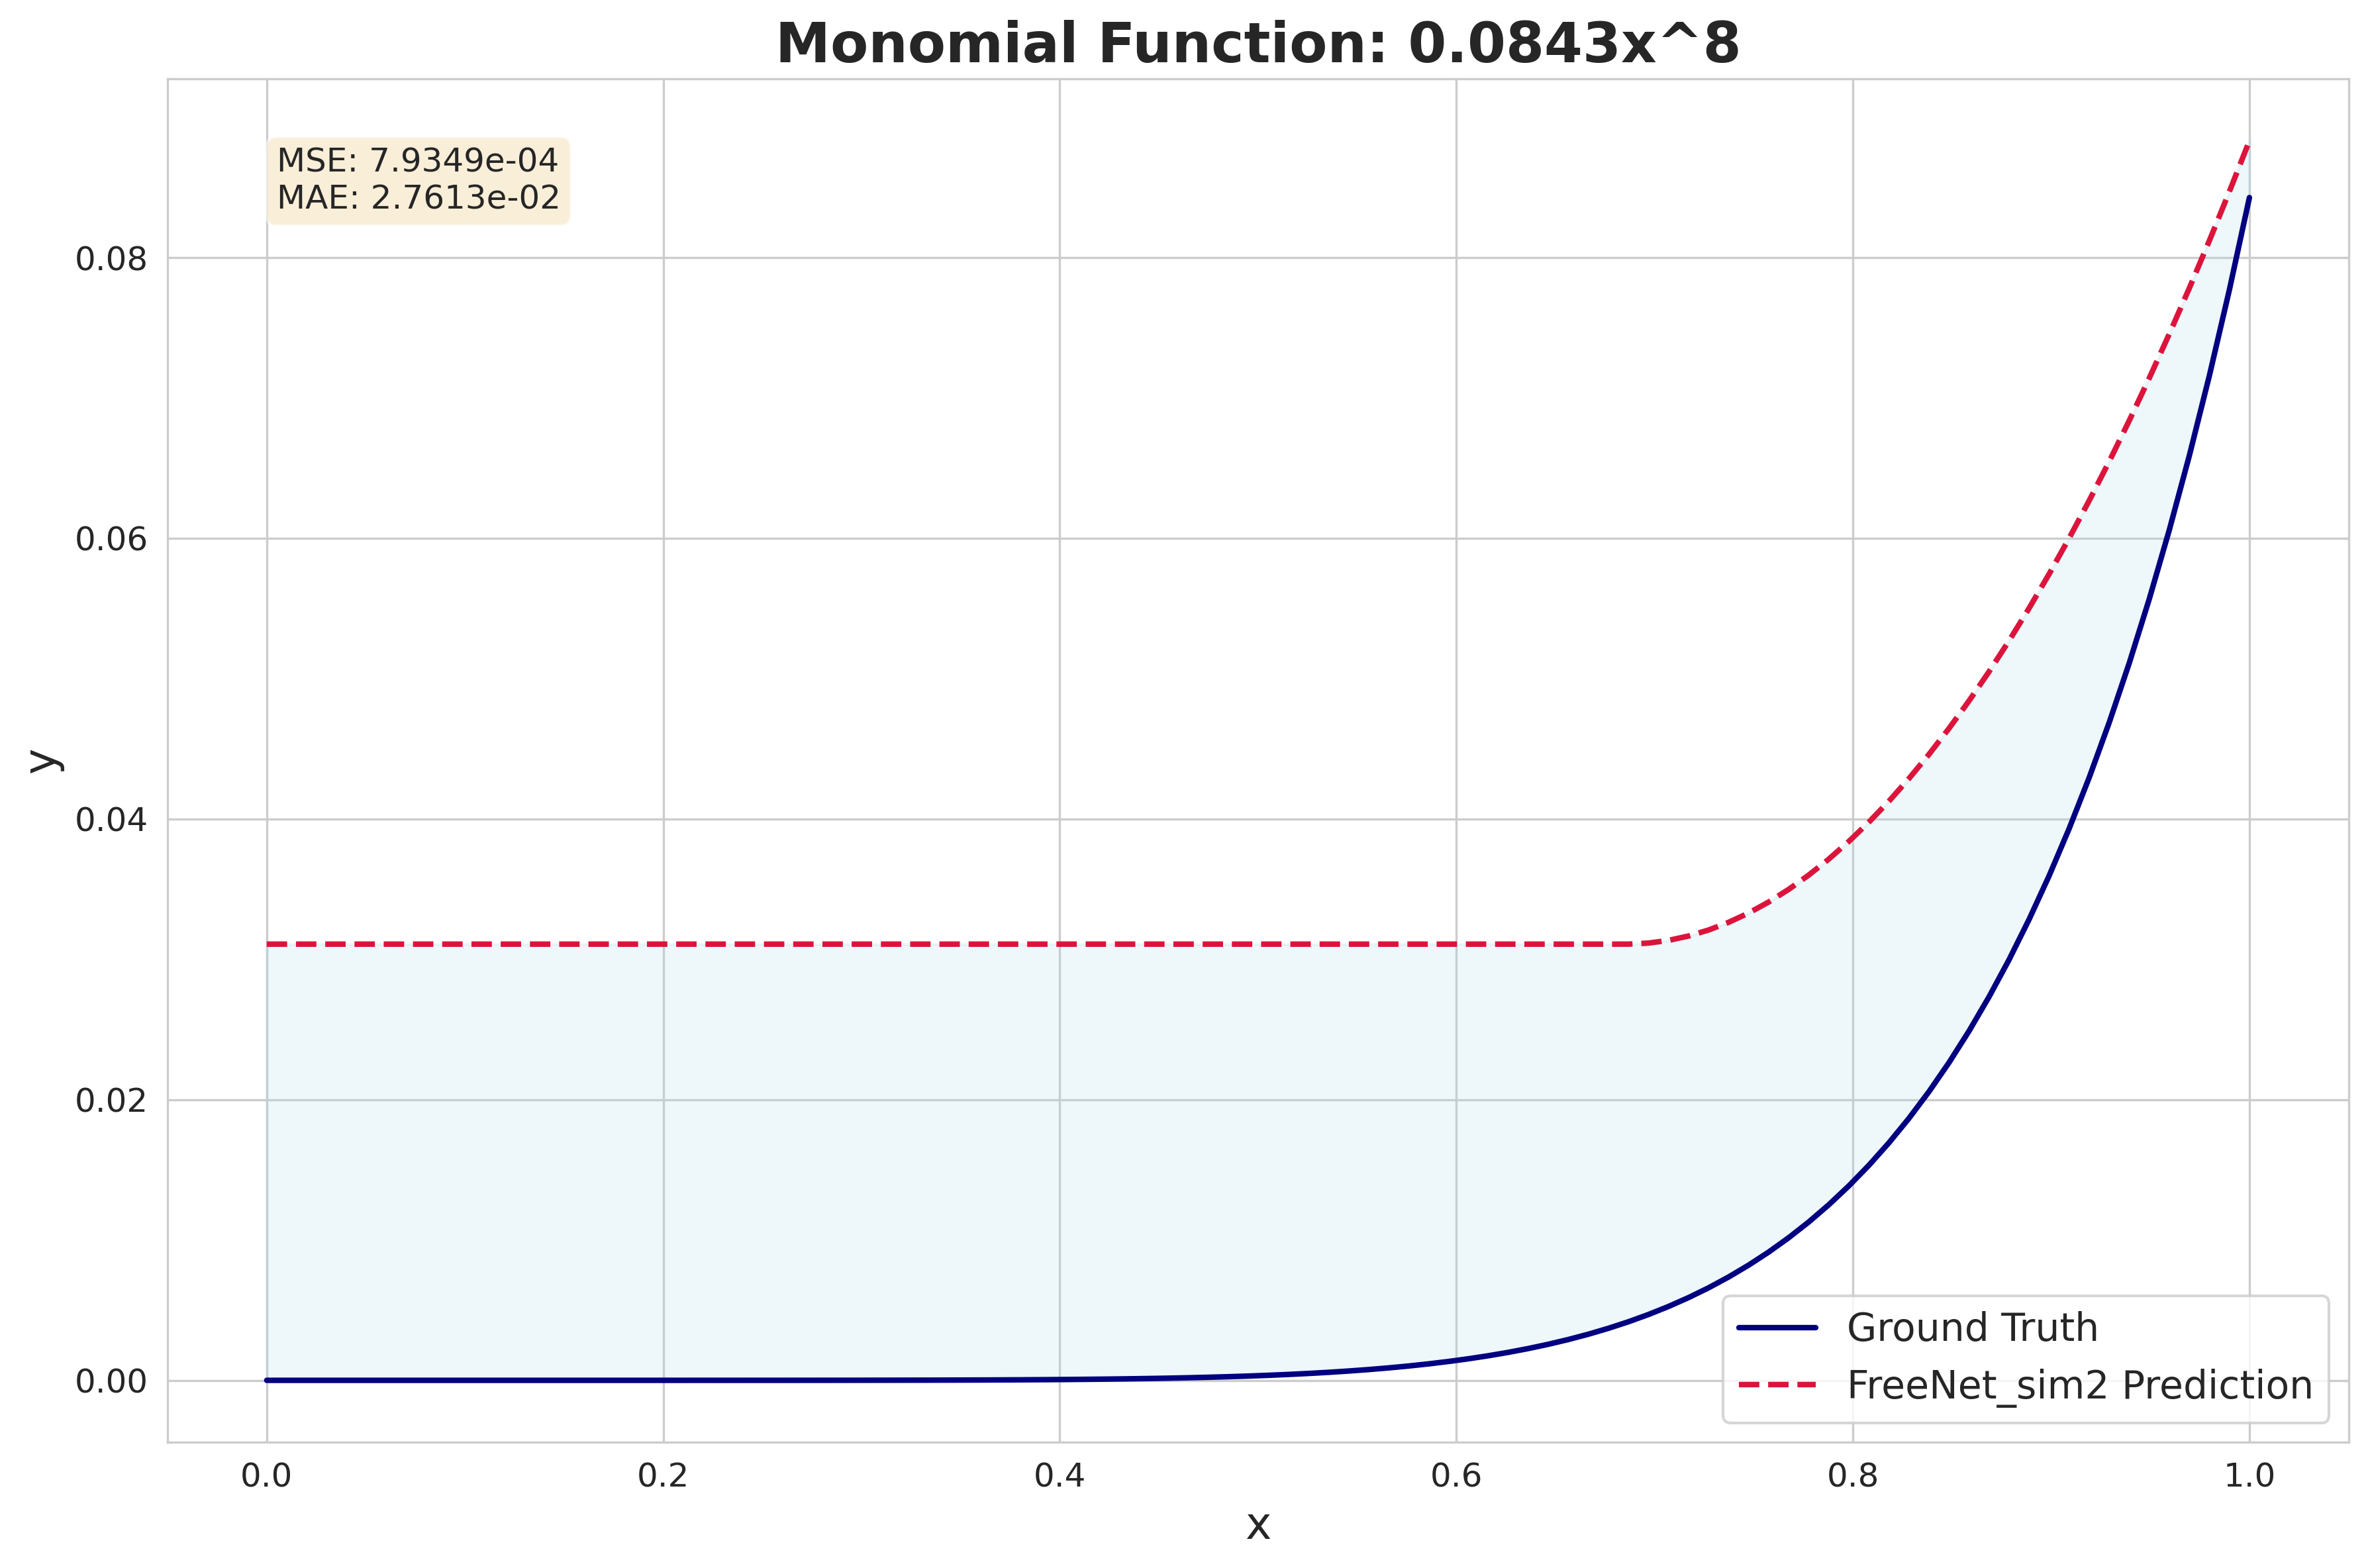 Monomial Function: 0.0843x^8
MSE: 7.9349e-04
MAE: 2.7613e-02
0.08
0.06
0.04
0.02
0.00
y
Ground Truth
FreeNet_sim2 Prediction
0.0 0.2 0.4 0.6 0.8 1.0
x